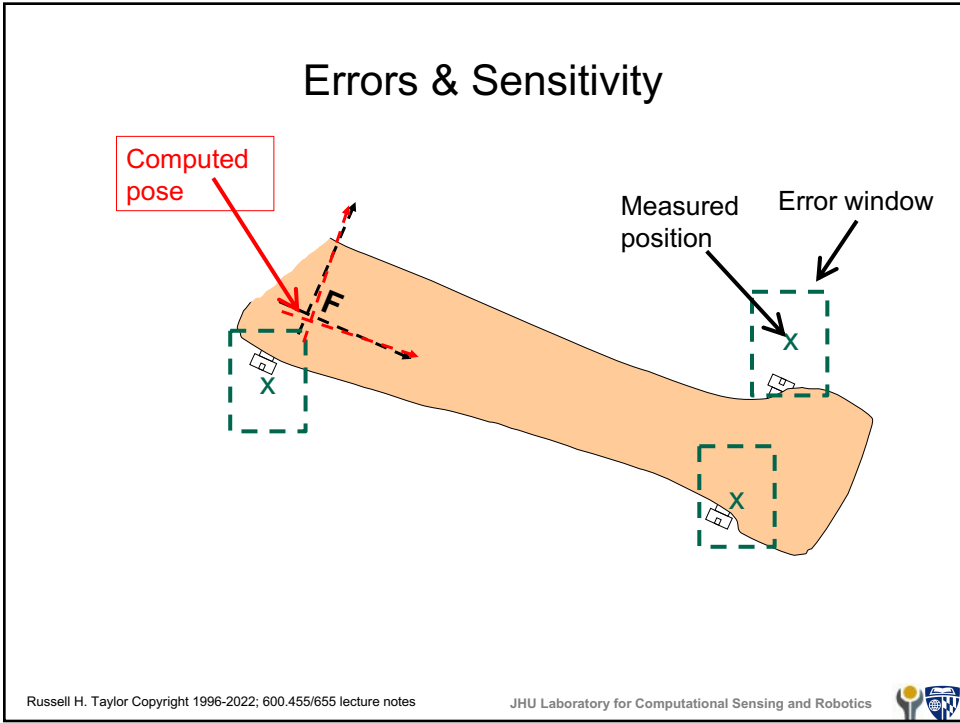 Errors & Sensitivity
Computed
pose
Measured
position
Error window
F
x
x
x
Russell H. Taylor Copyright 1996-2022; 600.455/655 lecture notes
JHU Laboratory for Computational Sensing and Robotics